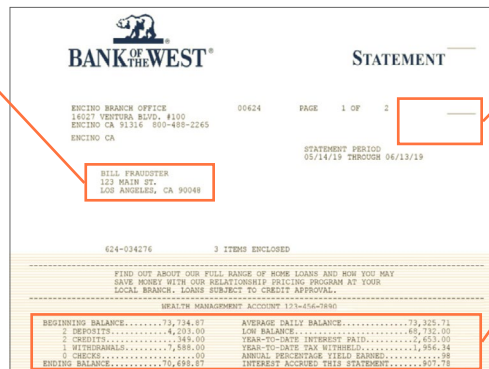 BANK OF THE WEST®
STATEMENT
ENCINO BRANCH OFFICE 00624 PAGE 1 OF 2
16027 VENTURA BLVD. #100
ENCINO CA 91316 800-488-2265
ENCINO CA
STATEMENT PERIOD
05/14/19 THROUGH 06/13/19
BILL FRAUDSTER
123 MAIN ST.
LOS ANGELES, CA 90048
624-034276 3 ITEMS ENCLOSED
FIND OUT ABOUT OUR FULL RANGE OF HOME LOANS AND HOW YOU MAY
SAVE MONEY WITH OUR RELATIONSHIP PRICING PROGRAM AT YOUR
LOCAL BRANCH. LOANS SUBJECT TO CREDIT APPROVAL.
WEALTH MANAGEMENT ACCOUNT 123-456-7890
BEGINNING BALANCE.........73,734.87 AVERAGE DAILY BALANCE...............73,325.71
2 DEPOSITS...........4,203.00 LOW BALANCE.........................68,732.00
2 CREDITS..............349.00 YEAR-TO-DATE INTEREST PAID...........2,653.00
1 WITHDRAWALS........7,588.00 YEAR-TO-DATE TAX WITHHELD............1,956.34
0 CHECKS..................00 ANNUAL PERCENTAGE YIELD EARNED............98
ENDING BALANCE............70,698.87 INTEREST ACCRUED THIS STATEMENT........907.78